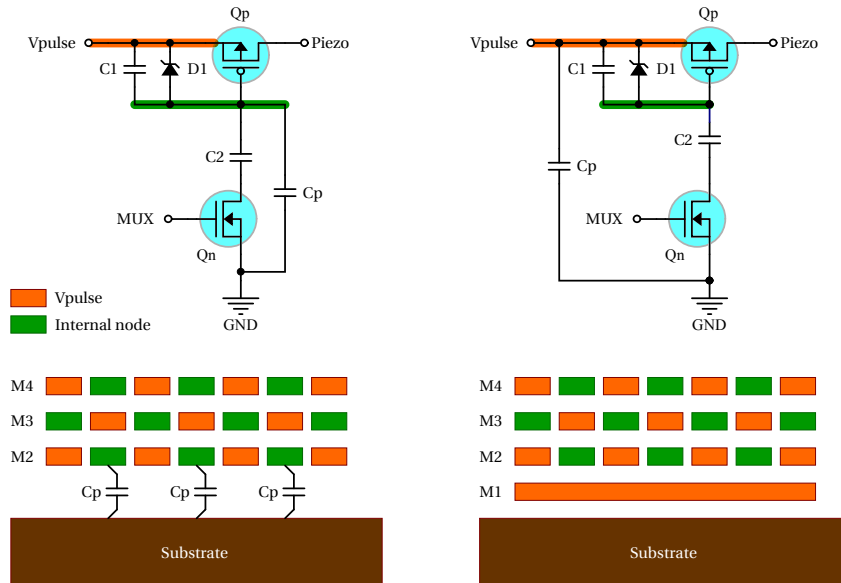 Qp
Vpulse
Piezo
C1
D1
C2
Cp
MUX
Qn
GND
Vpulse
Internal node
M4
M3
M2
Cp
Cp
Cp
Substrate
Qp
Vpulse
Piezo
C1
D1
C2
Cp
MUX
Qn
GND
M4
M3
M2
M1
Substrate